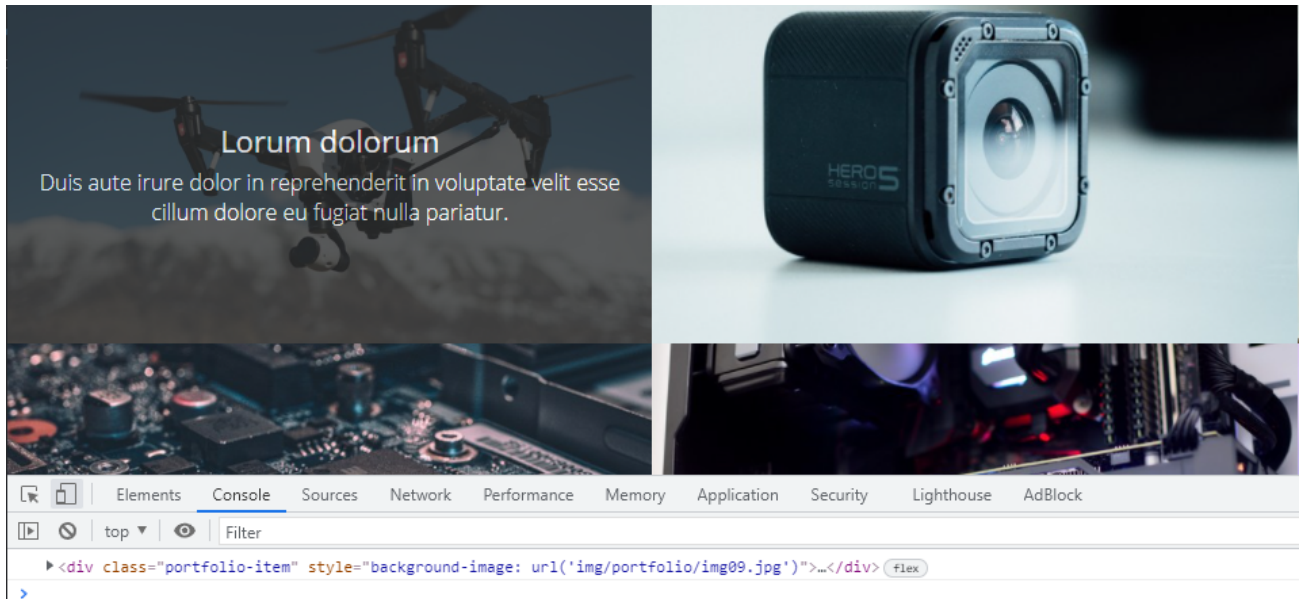 Lorum dolorum
Duis aute irure dolor in reprehenderit in voluptate velit esse
cillum dolore eu fugiat nulla pariatur.
HERO5
session
Elements Console Sources Network Performance Memory Application Security Lighthouse AdBlock
top ▼ Filter
<div class="portfolio-item" style="background-image: url('img/portfolio/img09.jpg')">…</div> flex